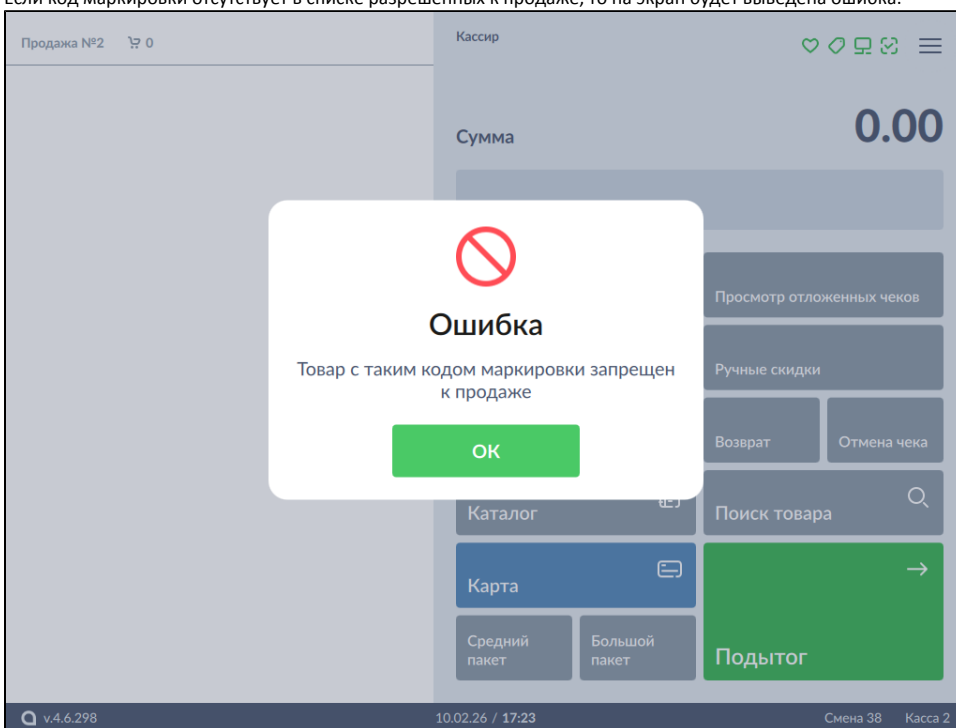 Если код маркировки отсутствует в списке разрешенных к продаже, то на экран будет выведена ошибка.
Продажа №2 0
Кассир
Сумма
0.00
Ошибка
Товар с таким кодом маркировки запрещен
к продаже
ОК
Просмотр отложенных чеков
Ручные скидки
Возврат
Отмена чека
Каталог
Поиск товара
Карта
Средний
пакет
Большой
пакет
Подытог
v.4.6.298
10.02.26 / 17:23
Смена 38
Касса 2